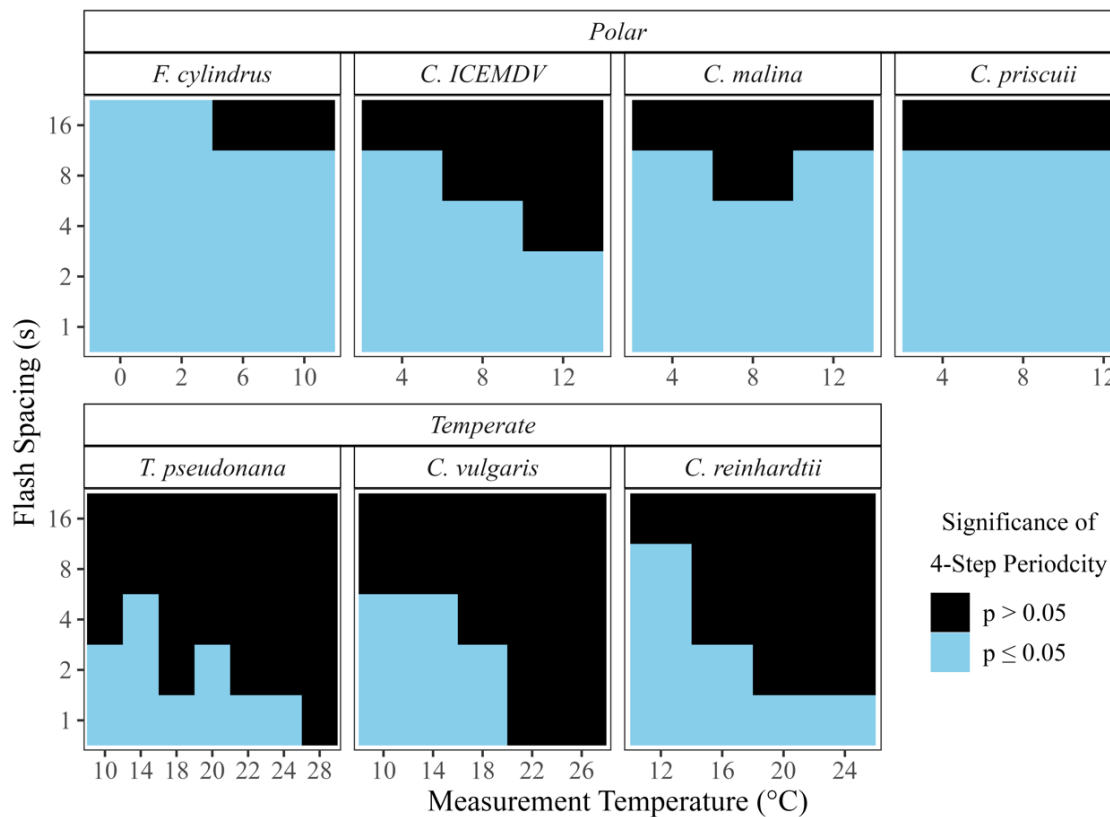 Polar
F. cylindrus
C. ICEMDV
C. malina
C. priscuii
16
8
4
2
1
0 2 6 10
4 8 12
4 8 12
4 8 12
Flash Spacing (s)
Temperate
T. pseudonana
C. vulgaris
C. reinhardtii
16
8
4
2
1
10 14 18 20 22 24 28
10 14 18 22 26
12 16 20 24
Measurement Temperature (°C)
Significance of
4-Step Periodcity
p > 0.05
p ≤ 0.05